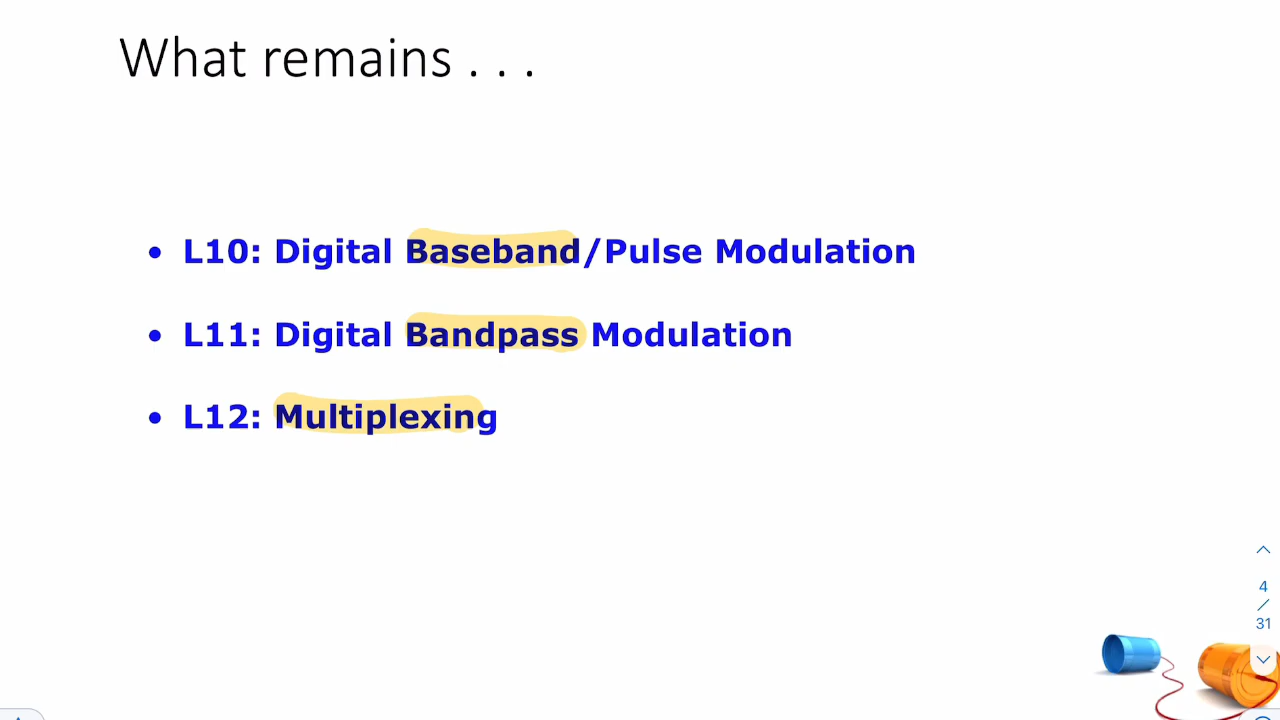 What remains . . .
• L10: Digital Baseband/Pulse Modulation
• L11: Digital Bandpass Modulation
• L12: Multiplexing
4
/
31